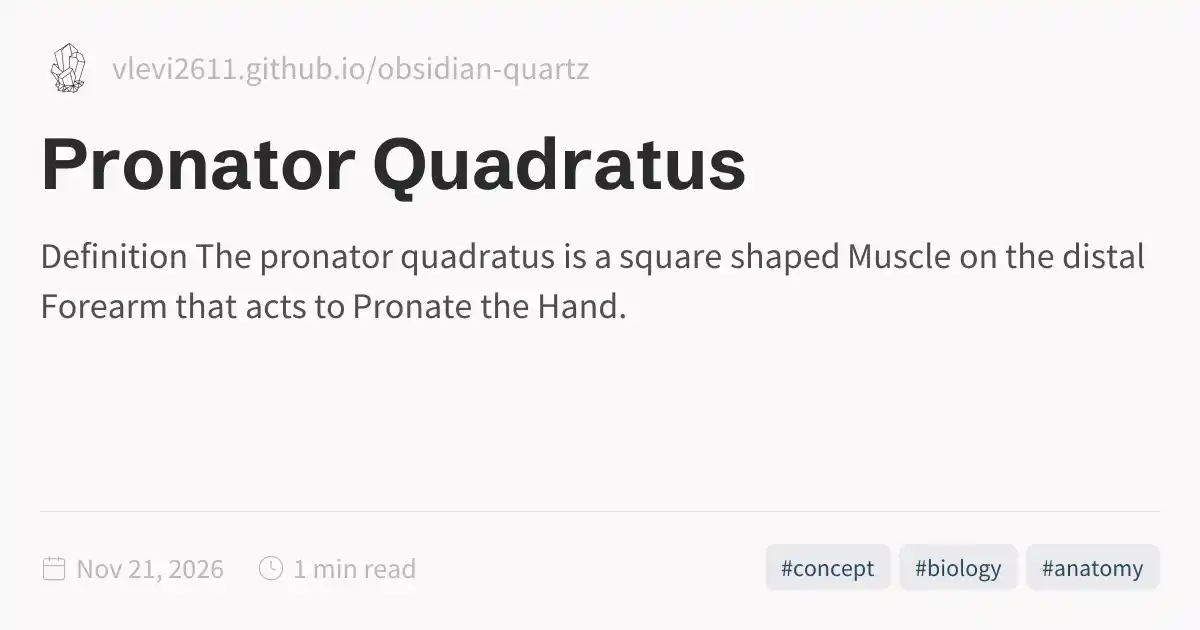 vlevi2611.github.io/obsidian-quartz
Pronator Quadratus
Definition The pronator quadratus is a square shaped Muscle on the distal
Forearm that acts to Pronate the Hand.
Nov 21, 2026 1 min read #concept #biology #anatomy